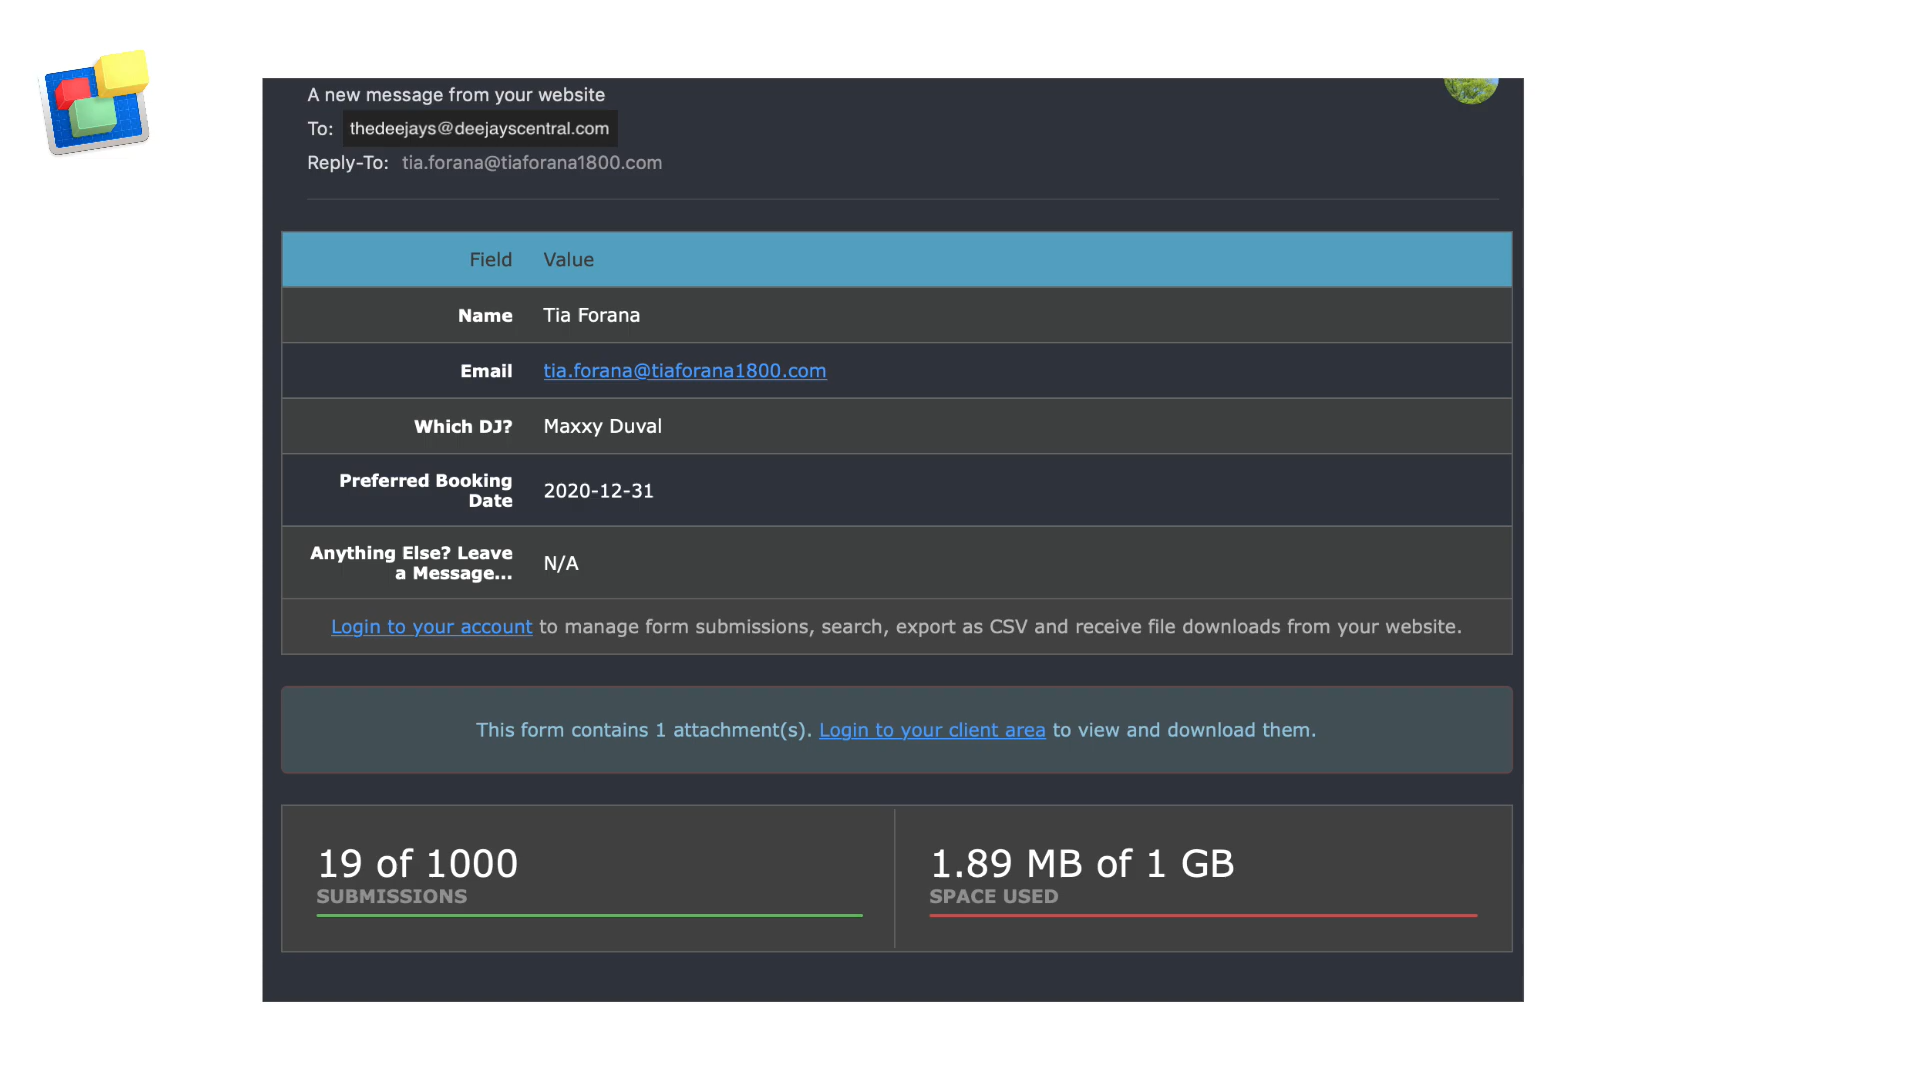 A new message from your website
To: thedeejays@deejayscentral.com
Reply-To: tia.forana@tiaforana1800.com
Field Value
Name Tia Forana
Email tia.forana@tiaforana1800.com
Which DJ? Maxxy Duval
Preferred Booking
Date 2020-12-31
Anything Else? Leave
a Message... N/A
Login to your account to manage form submissions, search, export as CSV and receive file downloads from your website.
This form contains 1 attachment(s). Login to your client area to view and download them.
19 of 1000
SUBMISSIONS
1.89 MB of 1 GB
SPACE USED